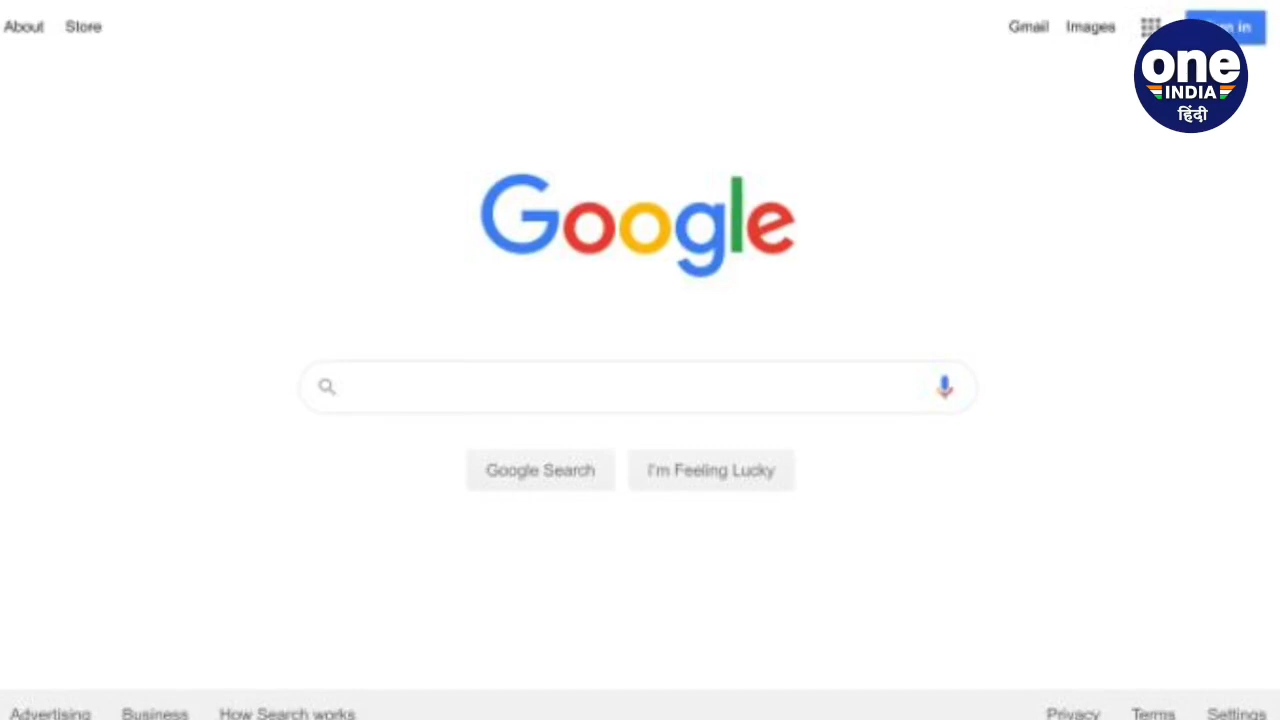 About Store
Gmail Images
in
one
INDIA
हिंदी
Google
Google Search I'm Feeling Lucky
Advertising Business How Search works
Privacy Terms Settings